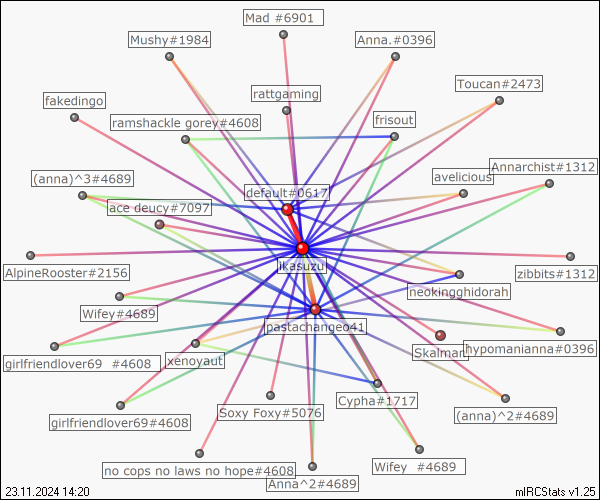 Mad #6901
Mushy#1984
Anna.#0396
Toucan#2473
fakedingo
rattgaming
ramshackle gorey#4608
frisout
Annarchist#1312
(anna)^3#4689
avelicious
default#0617
ace deucy#7097
ikasuzu
AlpineRooster#2156
zibbits#1312
neokingghidorah
Wifey#4689
pastachangeo41
girlfriendlover69 #4608
xenoyaut
Skalman
hypomanianna#0396
Cypha#1717
girlfriendlover69#4608
Soxy Foxy#5076
(anna)^2#4689
no cops no laws no hope#4608
Wifey #4689
Anna^2#4689
23.11.2024 14:20
mIRCStats v1.25